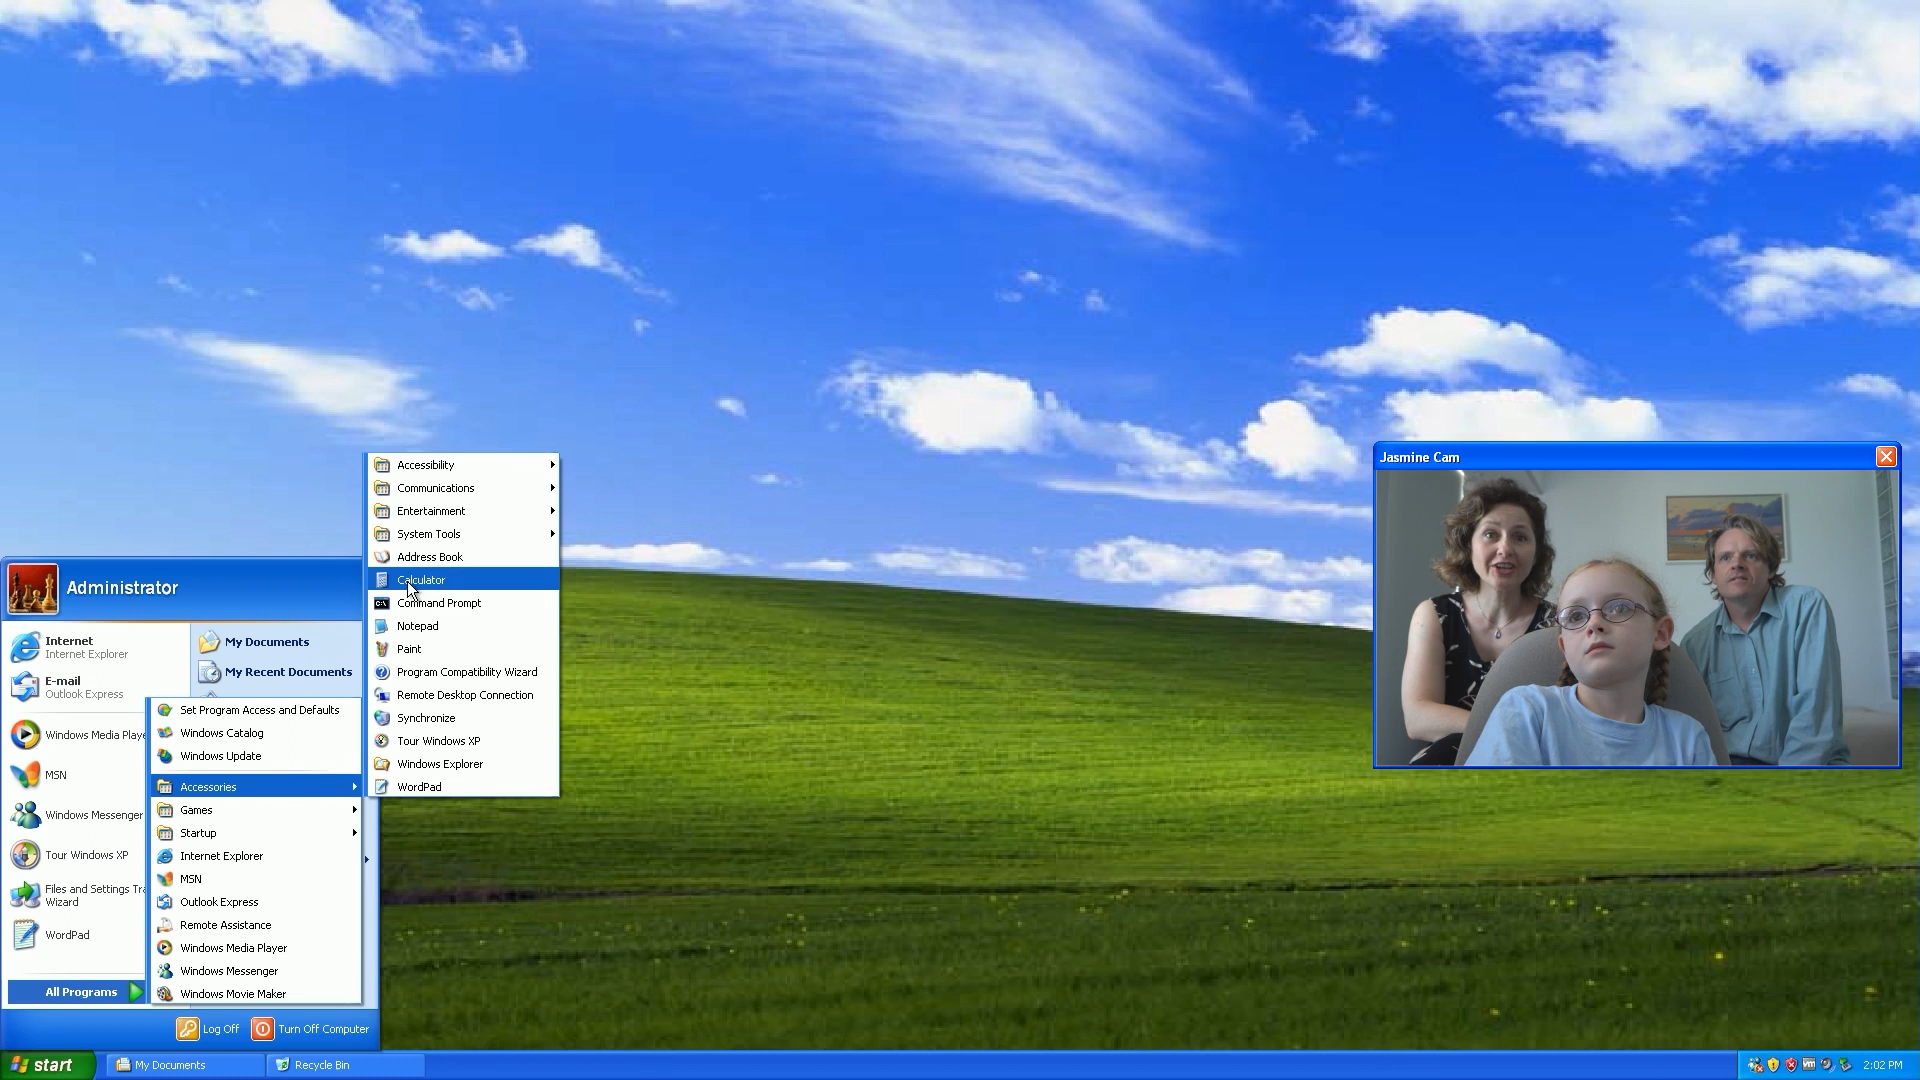 Accessibility
Communications
Entertainment
System Tools
Address Book
Calculator
Command Prompt
Notepad
Paint
Program Compatibility Wizard
Remote Desktop Connection
Synchronize
Tour Windows XP
Windows Explorer
WordPad
Jasmine Cam
Administrator
Internet
Internet Explorer
E-mail
Outlook Express
Windows Media
MSN
Windows Messenger
Tour Windows XP
Files and Settings
Wizard
WordPad
All Programs
My Documents
My Recent Documents
Set Program Access and Defaults
Windows Catalog
Windows Update
Accessories
Games
Startup
Internet Explorer
MSN
Outlook Express
Remote Assistance
Windows Media Player
Windows Messenger
Windows Movie Maker
Log Off
Turn Off Computer
start
My Documents
Recycle Bin
vm
2:02 PM